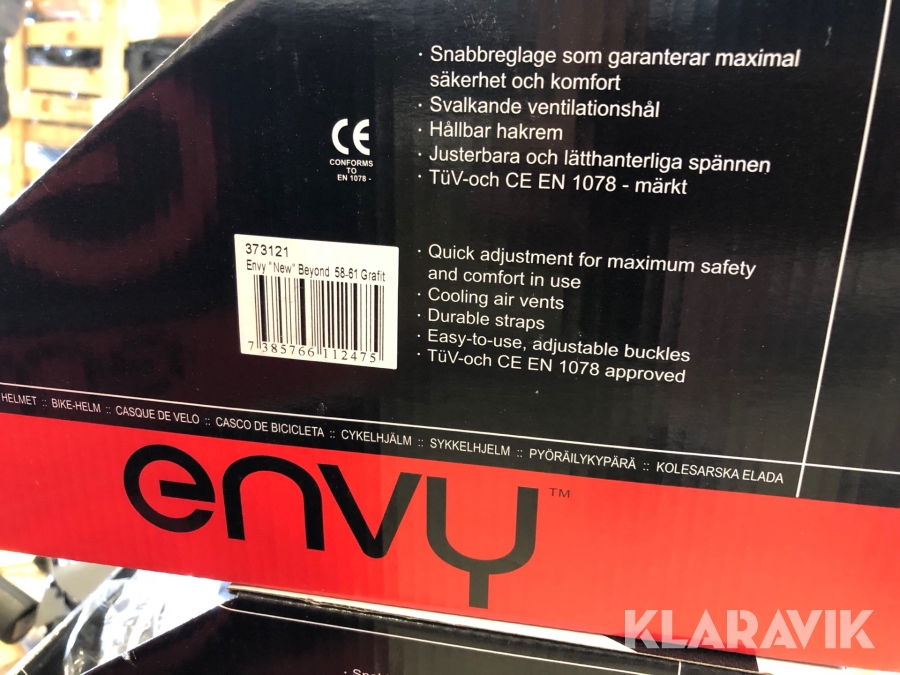 · Snabbreglage som garanterar maximal
säkerhet och komfort
· Svalkande ventilationshål
· Hållbar hakrem
· Justerbara och lätthanterliga spännen
· TüV-och CE EN 1078 - märkt
CE
CONFORMS
TO
EN 1078 -
373121
Envy "New" Beyond 58-61 Grafit
7 385766 112475
· Quick adjustment for maximum safety
and comfort in use
· Cooling air vents
· Durable straps
· Easy-to-use, adjustable buckles
· TüV-och CE EN 1078 approved
HELMET :: BIKE-HELM :: CASQUE DE VELO :: CASCO DE BICICLETA :: CYKELHJÄLM :: SYKKELHJELM :: PYÖRÄILYKYPÄRÄ :: KOLESARSKA ELADA
envy™
KLARAVIK